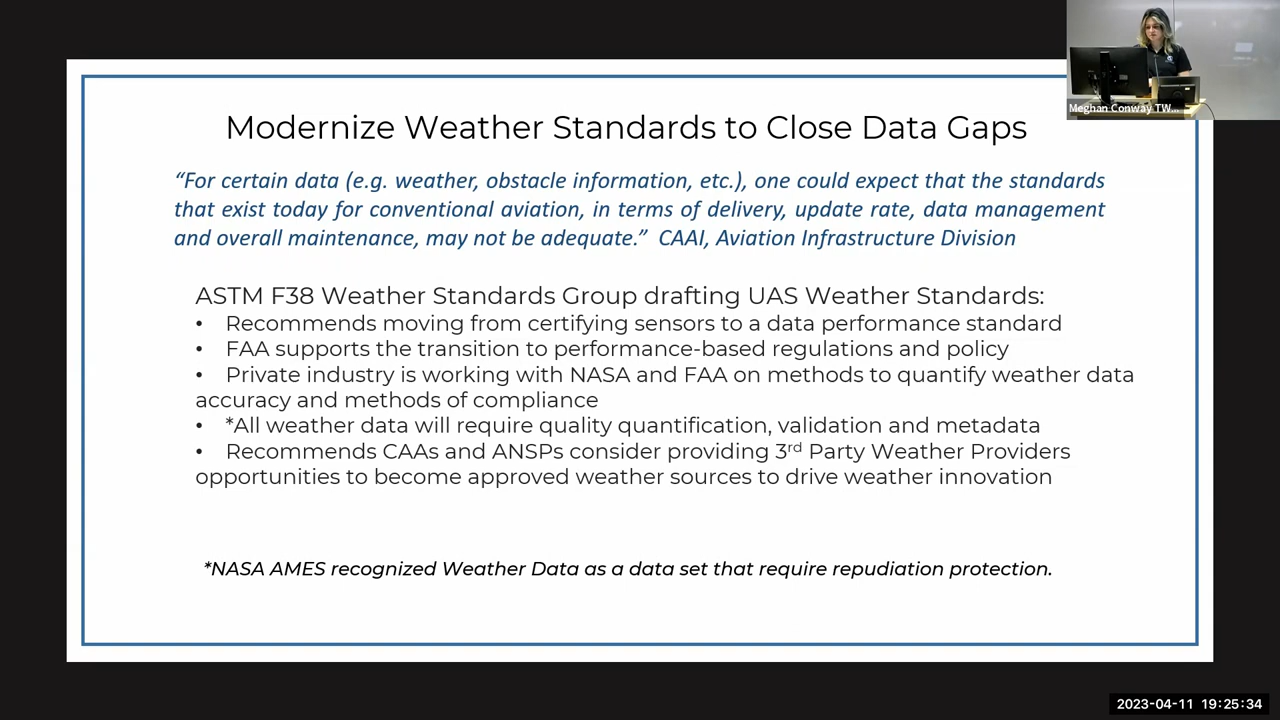 Meghan Conway TW...
Modernize Weather Standards to Close Data Gaps
“For certain data (e.g. weather, obstacle information, etc.), one could expect that the standards
that exist today for conventional aviation, in terms of delivery, update rate, data management
and overall maintenance, may not be adequate.” CAAI, Aviation Infrastructure Division
ASTM F38 Weather Standards Group drafting UAS Weather Standards:
• Recommends moving from certifying sensors to a data performance standard
• FAA supports the transition to performance-based regulations and policy
• Private industry is working with NASA and FAA on methods to quantify weather data
accuracy and methods of compliance
• *All weather data will require quality quantification, validation and metadata
• Recommends CAAs and ANSPs consider providing 3rd Party Weather Providers
opportunities to become approved weather sources to drive weather innovation
*NASA AMES recognized Weather Data as a data set that require repudiation protection.
2023-04-11 19:25:34